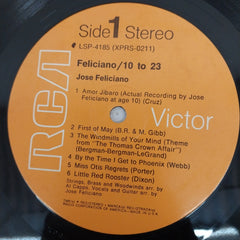 Side 1 Stereo
LSP-4185 (XPRS-0211)
Feliciano/10 to 23
Jose Feliciano
1 Amor Jibaro (Actual Recording by Jose
Feliciano at age 10) (Cruz)
RCA
Victor
2 First of May (B.R. & M. Gibb)
3 The Windmills of Your Mind (Theme
from "The Thomas Crown Affair")
(Bergman-Bergman-LeGrand)
4 By the Time I Get to Phoenix (Webb)
5 Miss Otis Regrets (Porter)
6 Little Red Rooster (Dixon)
Strings, Brass and Woodwinds arr. by
Al Capps. Vocals and Guitar arr. by
Jose Feliciano